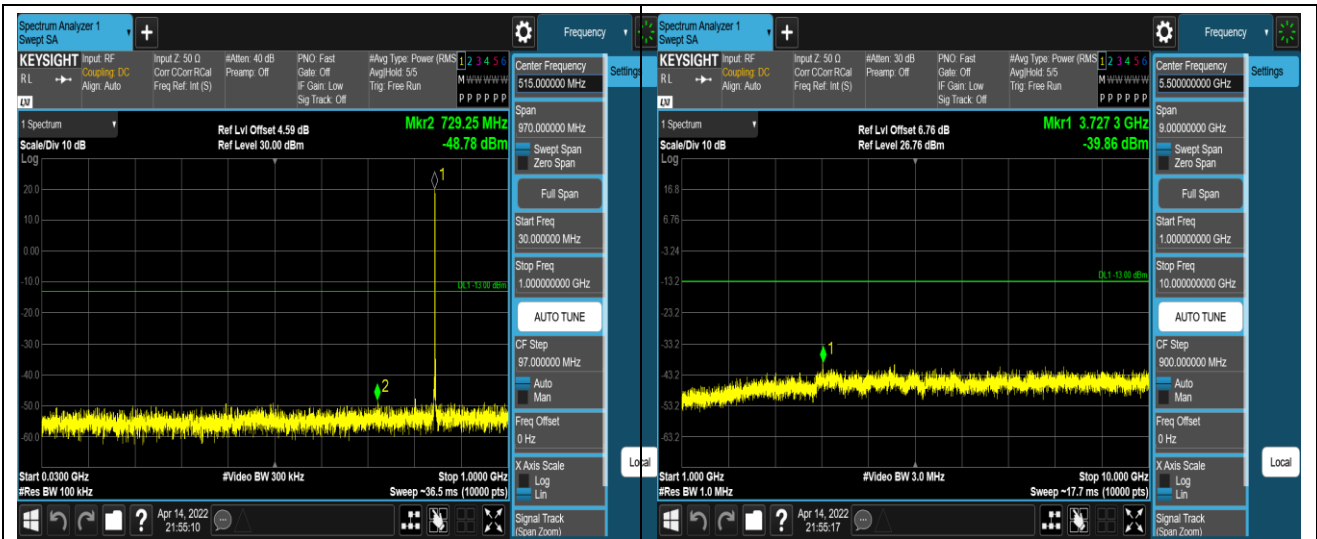 Spectrum Analyzer 1
Swept SA
+
Frequency
KEYSIGHT
Input: RF
Coupling: DC
Align: Auto
Input Z: 50 Ω
Corr CCorr RCal
Freq Ref: Int (S)
#Atten: 40 dB
Preamp: Off
PNO: Fast
Gate: Off
IF Gain: Low
Sig Track: Off
#Avg Type: Power (RMS
Avg|Hold: 5/5
Trig: Free Run
1 2 3 4 5 6
M W W W W W
P P P P P P
RL
LXI
Center Frequency
515.000000 MHz
Settings
Span
970.000000 MHz
Swept Span
Zero Span
Full Span
Start Freq
30.000000 MHz
Stop Freq
1.000000000 GHz
AUTO TUNE
CF Step
97.000000 MHz
Auto
Man
Freq Offset
0 Hz
X Axis Scale
Log
Lin
Local
Signal Track
(Span Zoom)
1 Spectrum
Scale/Div 10 dB
Log
Ref Lvl Offset 4.59 dB
Ref Level 30.00 dBm
Mkr2 729.25 MHz
-48.78 dBm
1
20.0
10.0
0.00
-10.0
DL1 -13.00 dBm
-20.0
-30.0
-40.0
2
-50.0
-60.0
Start 0.0300 GHz
#Video BW 300 kHz
Stop 1.0000 GHz
#Res BW 100 kHz
Sweep ~36.5 ms (10000 pts)
?
Apr 14, 2022
21:55:10
Spectrum Analyzer 1
Swept SA
+
Frequency
KEYSIGHT
Input: RF
Coupling: DC
Align: Auto
Input Z: 50 Ω
Corr CCorr RCal
Freq Ref: Int (S)
#Atten: 30 dB
Preamp: Off
PNO: Fast
Gate: Off
IF Gain: Low
Sig Track: Off
#Avg Type: Power (RMS
Avg|Hold: 5/5
Trig: Free Run
1 2 3 4 5 6
M W W W W W
P P P P P P
RL
LXI
Center Frequency
5.500000000 GHz
Settings
Span
9.00000000 GHz
Swept Span
Zero Span
Full Span
Start Freq
1.000000000 GHz
Stop Freq
10.000000000 GHz
AUTO TUNE
CF Step
900.000000 MHz
Auto
Man
Freq Offset
0 Hz
X Axis Scale
Log
Lin
Local
Signal Track
(Span Zoom)
1 Spectrum
Scale/Div 10 dB
Log
Ref Lvl Offset 6.76 dB
Ref Level 26.76 dBm
Mkr1 3.727 3 GHz
-39.86 dBm
16.8
6.76
-3.24
DL1 -13.00 dBm
-13.2
-23.2
-33.2
1
-43.2
-53.2
-63.2
Start 1.000 GHz
#Video BW 3.0 MHz
Stop 10.000 GHz
#Res BW 1.0 MHz
Sweep ~17.7 ms (10000 pts)
?
Apr 14, 2022
21:55:17